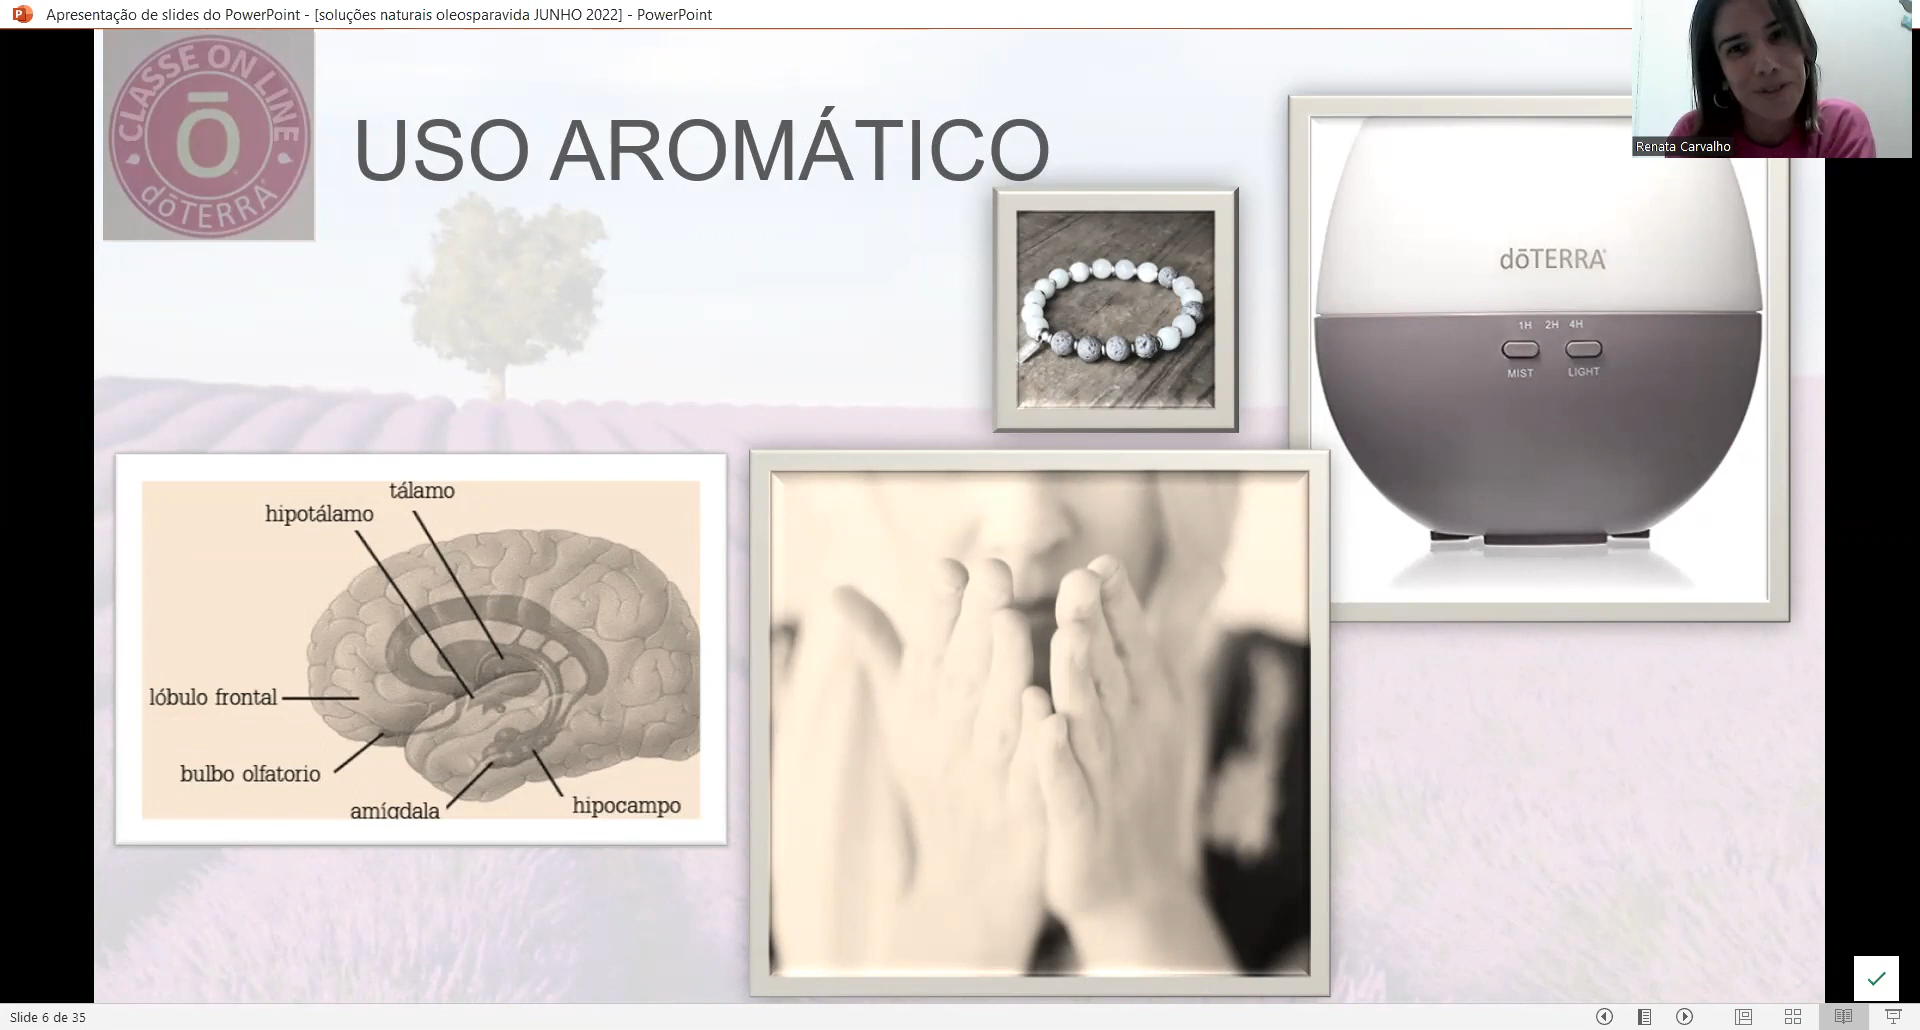 Apresentação de slides do PowerPoint - [soluções naturais oleosparavida JUNHO 2022] - PowerPoint
Renata Carvalho
CLASSE ON LINE
Ō
dōTERRA
USO AROMÁTICO
dōTERRA
1H 2H 4H
MIST LIGHT
tálamo
hipotálamo
lóbulo frontal
bulbo olfatorio
amígdala
hipocampo
Slide 6 de 35